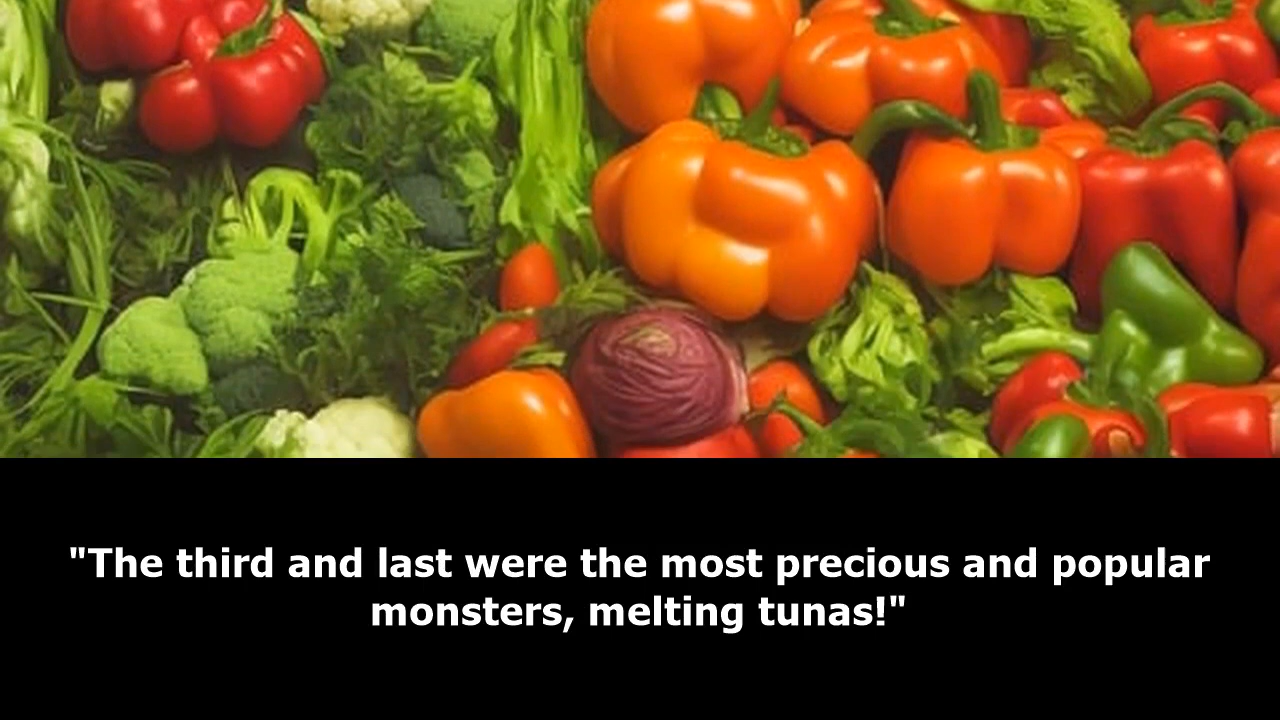 "The third and last were the most precious and popular
monsters, melting tunas!"